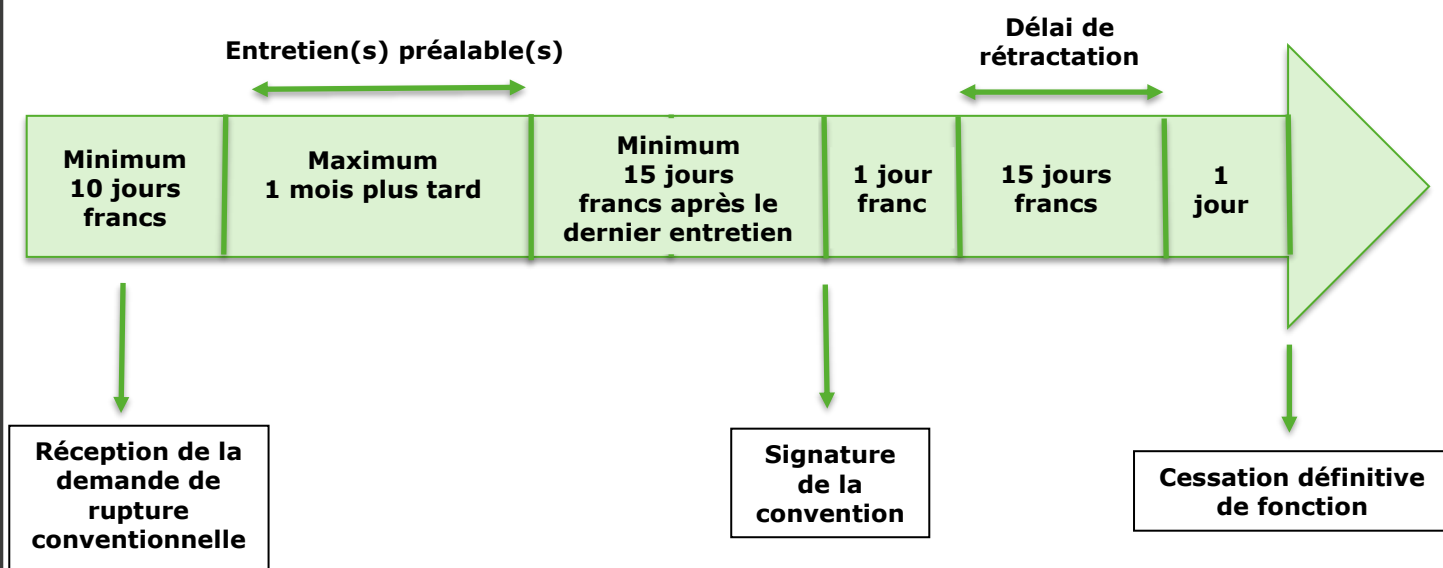 Entretien(s) préalable(s)
Délai de
rétractation
Minimum
10 jours
francs
Maximum
1 mois plus tard
Minimum
15 jours
francs après le
dernier entretien
1 jour
franc
15 jours
francs
1
jour
Réception de la
demande de
rupture
conventionnelle
Signature
de la
convention
Cessation définitive
de fonction